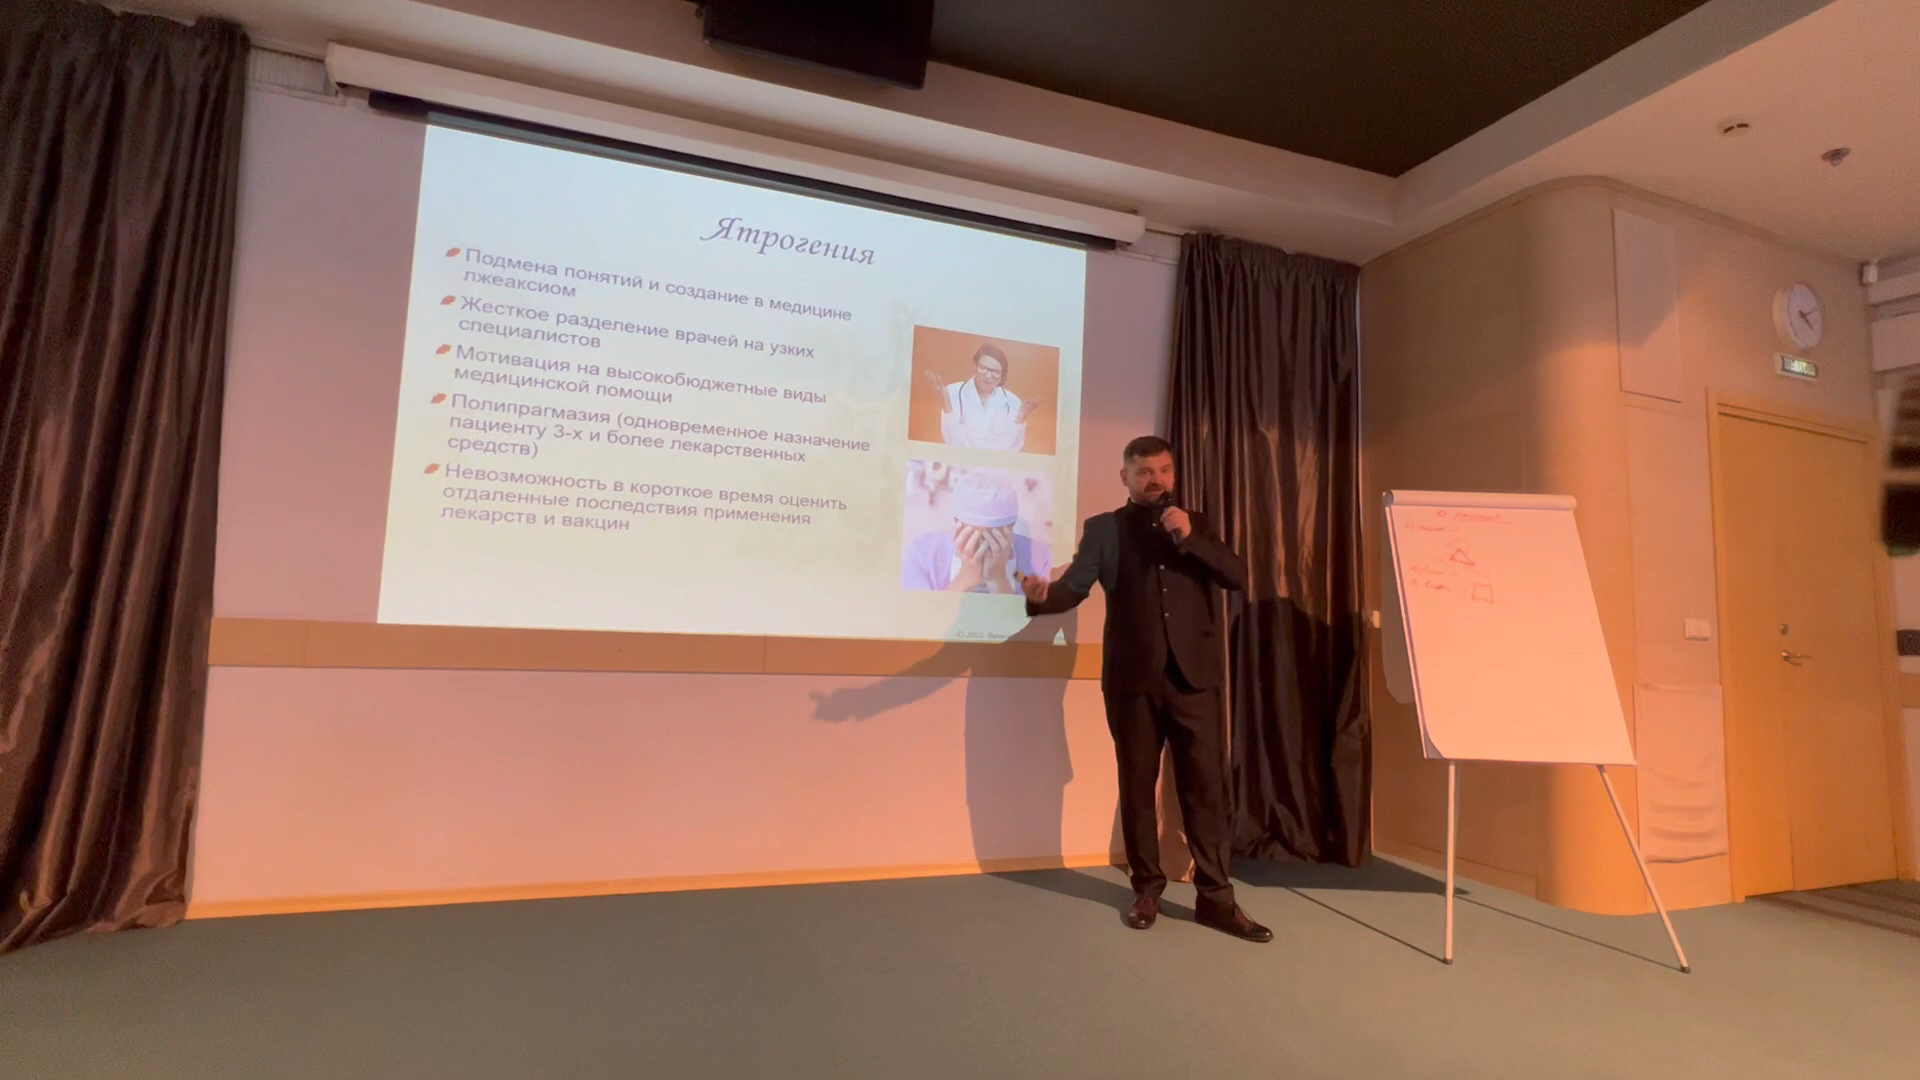 Ятрогения
Подмена понятий и создание в медицине
лжеаксиом
Жесткое разделение врачей на узких
специалистов
Мотивация на высокобюджетные виды
медицинской помощи
Полипрагмазия (одновременное назначение
пациенту 3-х и более лекарственных
средств)
Невозможность в короткое время оценить
отдаленные последствия применения
лекарств и вакцин